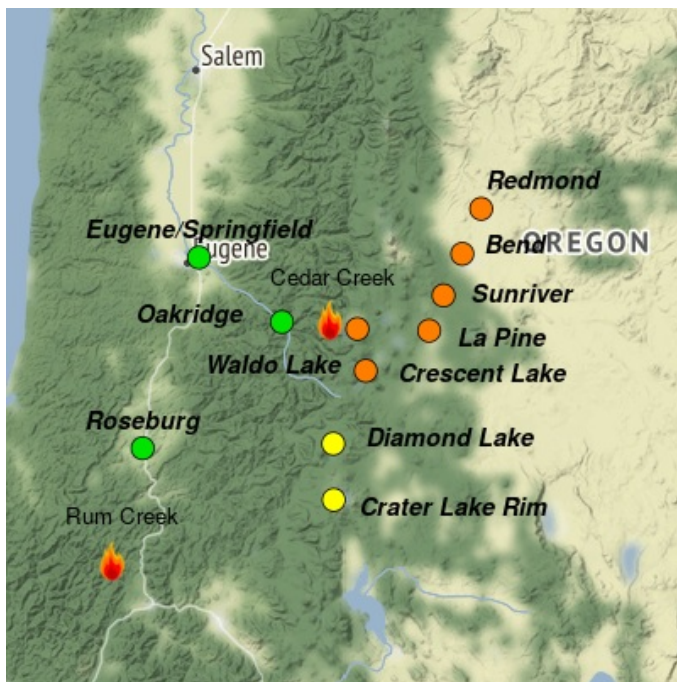 Salem
Redmond
Eugene/Springfield
Eugene
Bend
OREGON
Cedar Creek
Sunriver
Oakridge
La Pine
Waldo Lake
Crescent Lake
Roseburg
Diamond Lake
Crater Lake Rim
Rum Creek